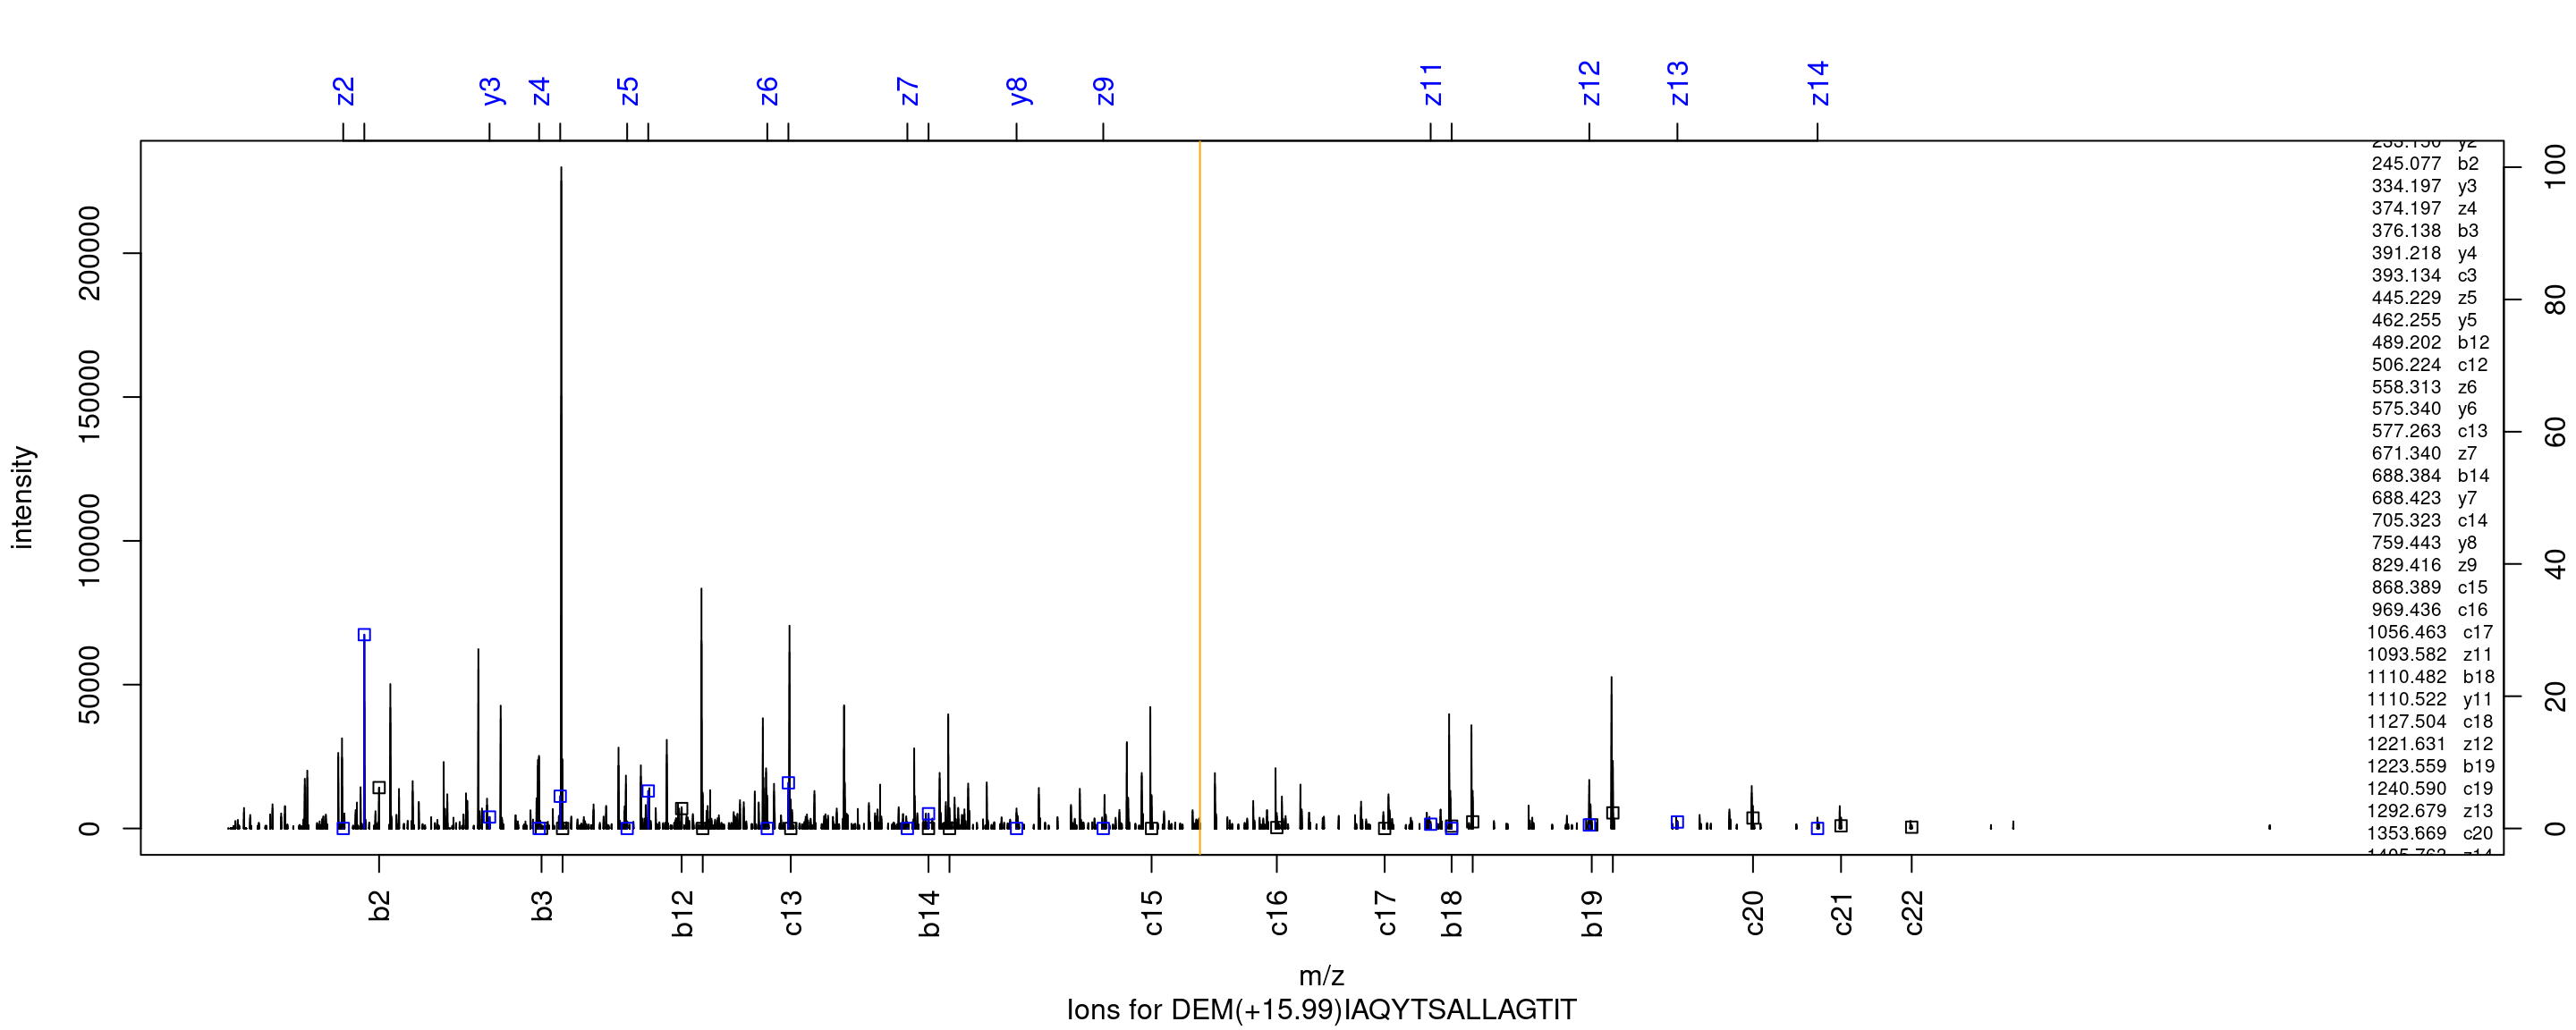 z2 y3 z4 z5 z6 z7 y8 z9 z11 z12 z13 z14
intensity
0 50000 100000 150000 200000
0 20 40 60 80 100
245.077 b2
334.197 y3
374.197 z4
376.138 b3
391.218 y4
393.134 c3
445.229 z5
462.255 y5
489.202 b12
506.224 c12
558.313 z6
575.340 y6
577.263 c13
671.340 z7
688.384 b14
688.423 y7
705.323 c14
759.443 y8
829.416 z9
868.389 c15
969.436 c16
1056.463 c17
1093.582 z11
1110.482 b18
1110.522 y11
1127.504 c18
1221.631 z12
1223.559 b19
1240.590 c19
1292.679 z13
1353.669 c20
b2 b3 b12 c13 b14 c15 c16 c17 b18 b19 c20 c21 c22
m/z
Ions for DEM(+15.99)IAQYTSALLAGTIT